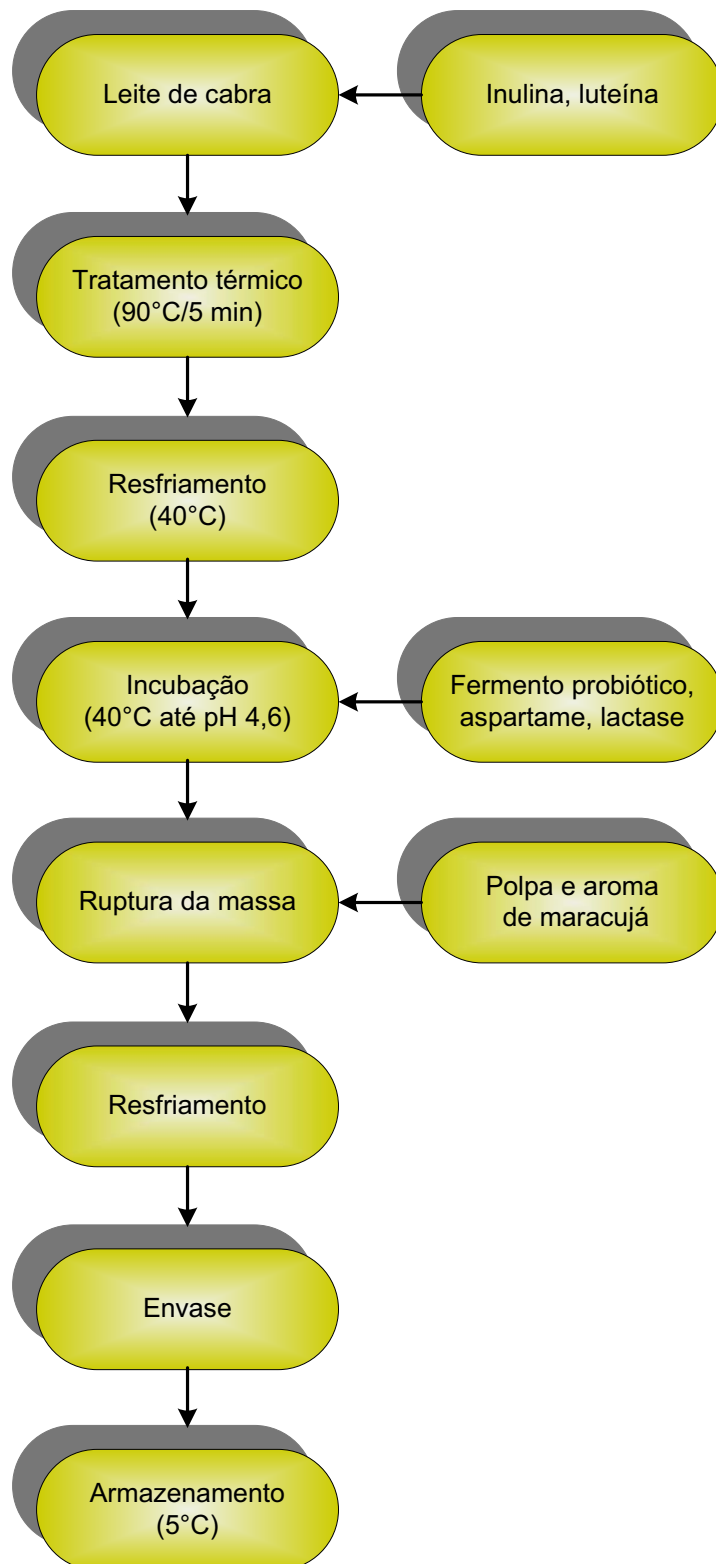 Leite de cabra
Inulina, luteína
Tratamento térmico
(90°C/5 min)
Resfriamento
(40°C)
Incubação
(40°C até pH 4,6)
Fermento probiótico,
aspartame, lactase
Ruptura da massa
Polpa e aroma
de maracujá
Resfriamento
Envase
Armazenamento
(5°C)